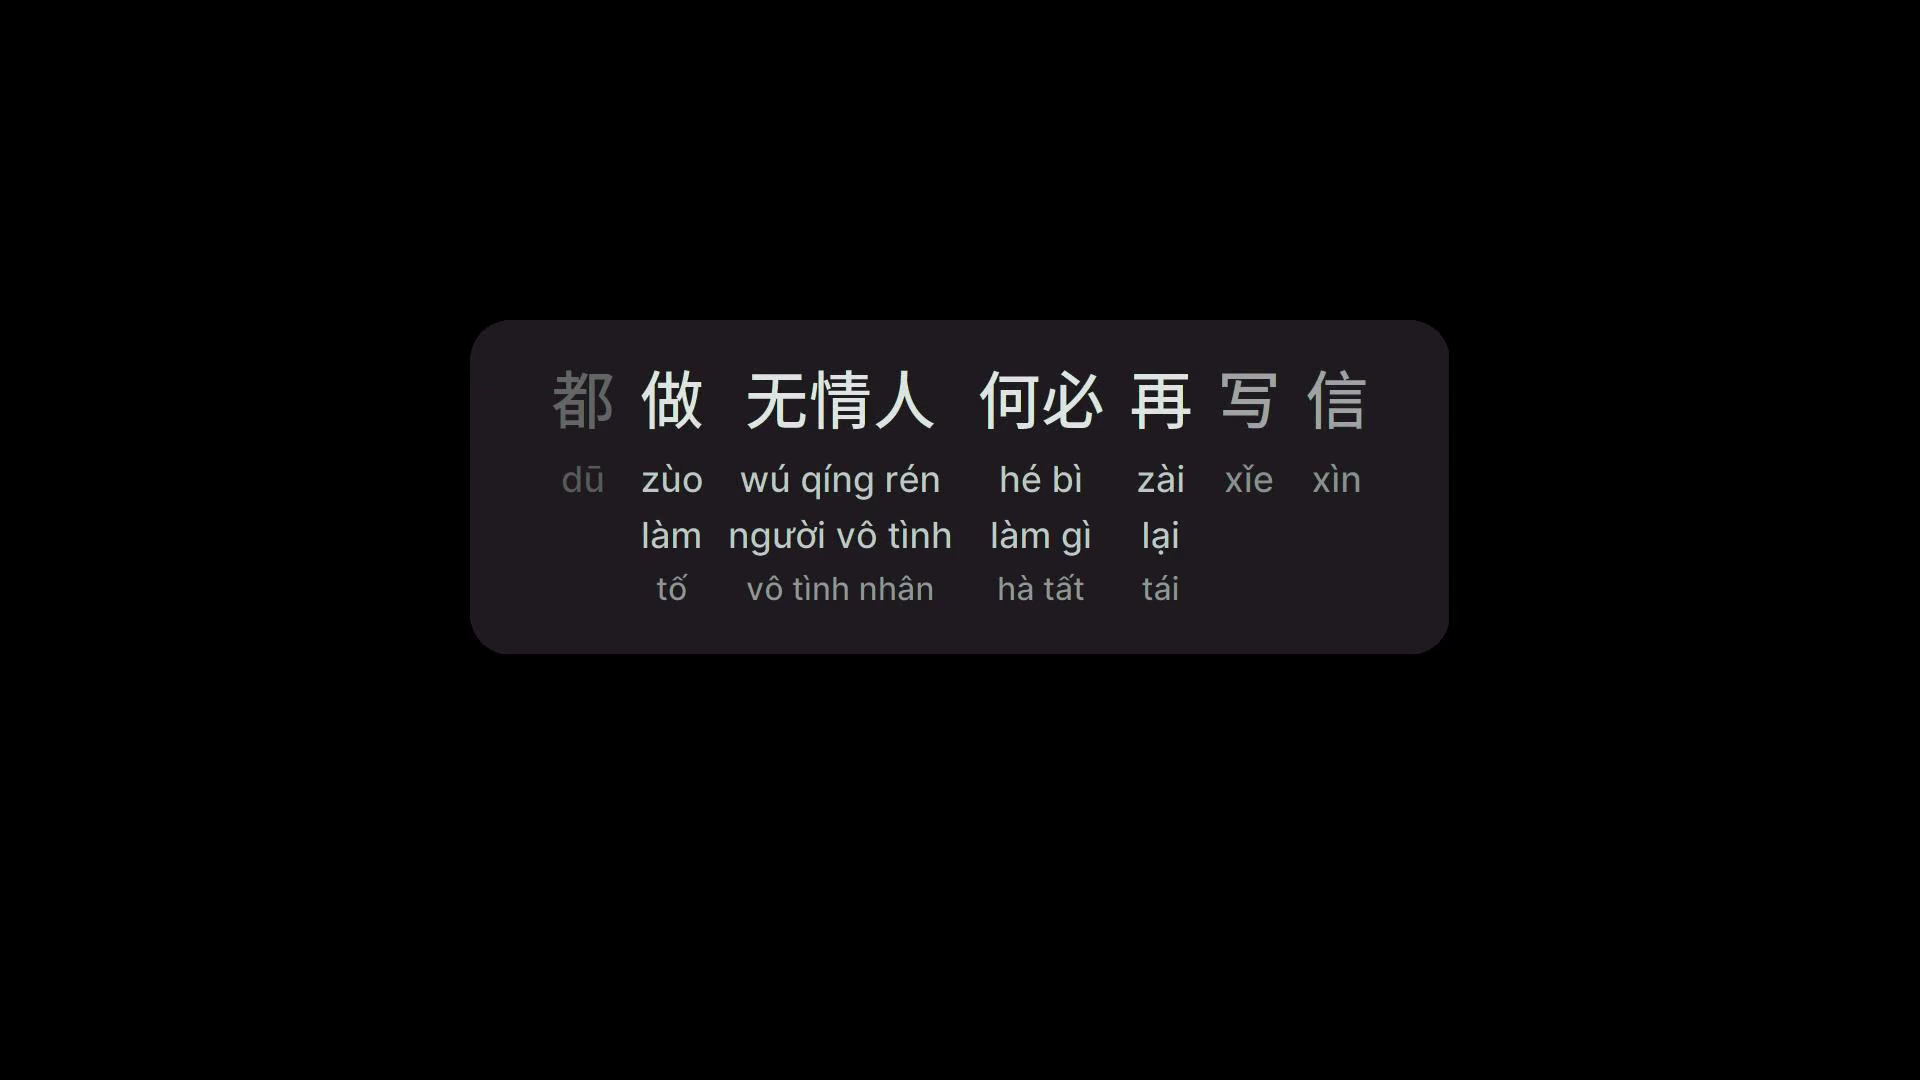 都 做 无情人 何必 再 写 信
dū zùo wú qíng rén hé bì zài xǐe xìn
làm người vô tình làm gì lại
tố vô tình nhân hà tất tái